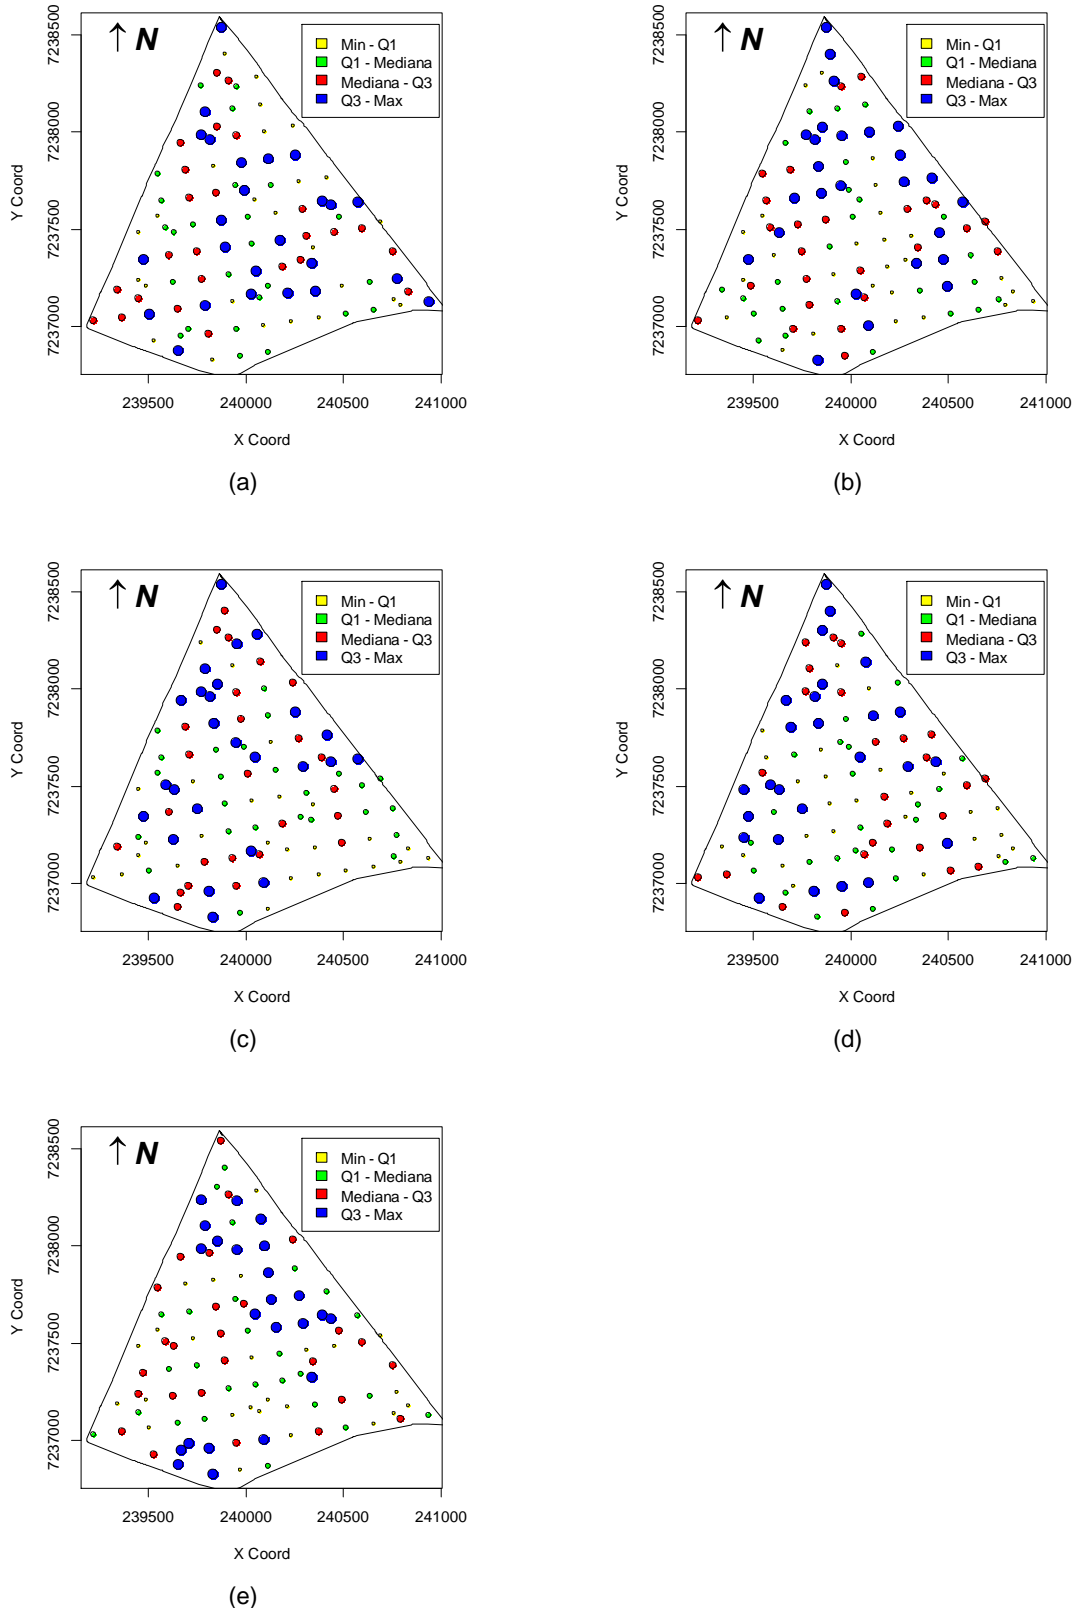 ↑ N
Min - Q1
Q1 - Mediana
Mediana - Q3
Q3 - Max
7237000 7237500 7238000 7238500
Y Coord
239500 240000 240500 241000
X Coord
(a)
↑ N
Min - Q1
Q1 - Mediana
Mediana - Q3
Q3 - Max
7237000 7237500 7238000 7238500
Y Coord
239500 240000 240500 241000
X Coord
(b)
↑ N
Min - Q1
Q1 - Mediana
Mediana - Q3
Q3 - Max
7237000 7237500 7238000 7238500
Y Coord
239500 240000 240500 241000
X Coord
(c)
↑ N
Min - Q1
Q1 - Mediana
Mediana - Q3
Q3 - Max
7237000 7237500 7238000 7238500
Y Coord
239500 240000 240500 241000
X Coord
(d)
↑ N
Min - Q1
Q1 - Mediana
Mediana - Q3
Q3 - Max
7237000 7237500 7238000 7238500
Y Coord
239500 240000 240500 241000
X Coord
(e)